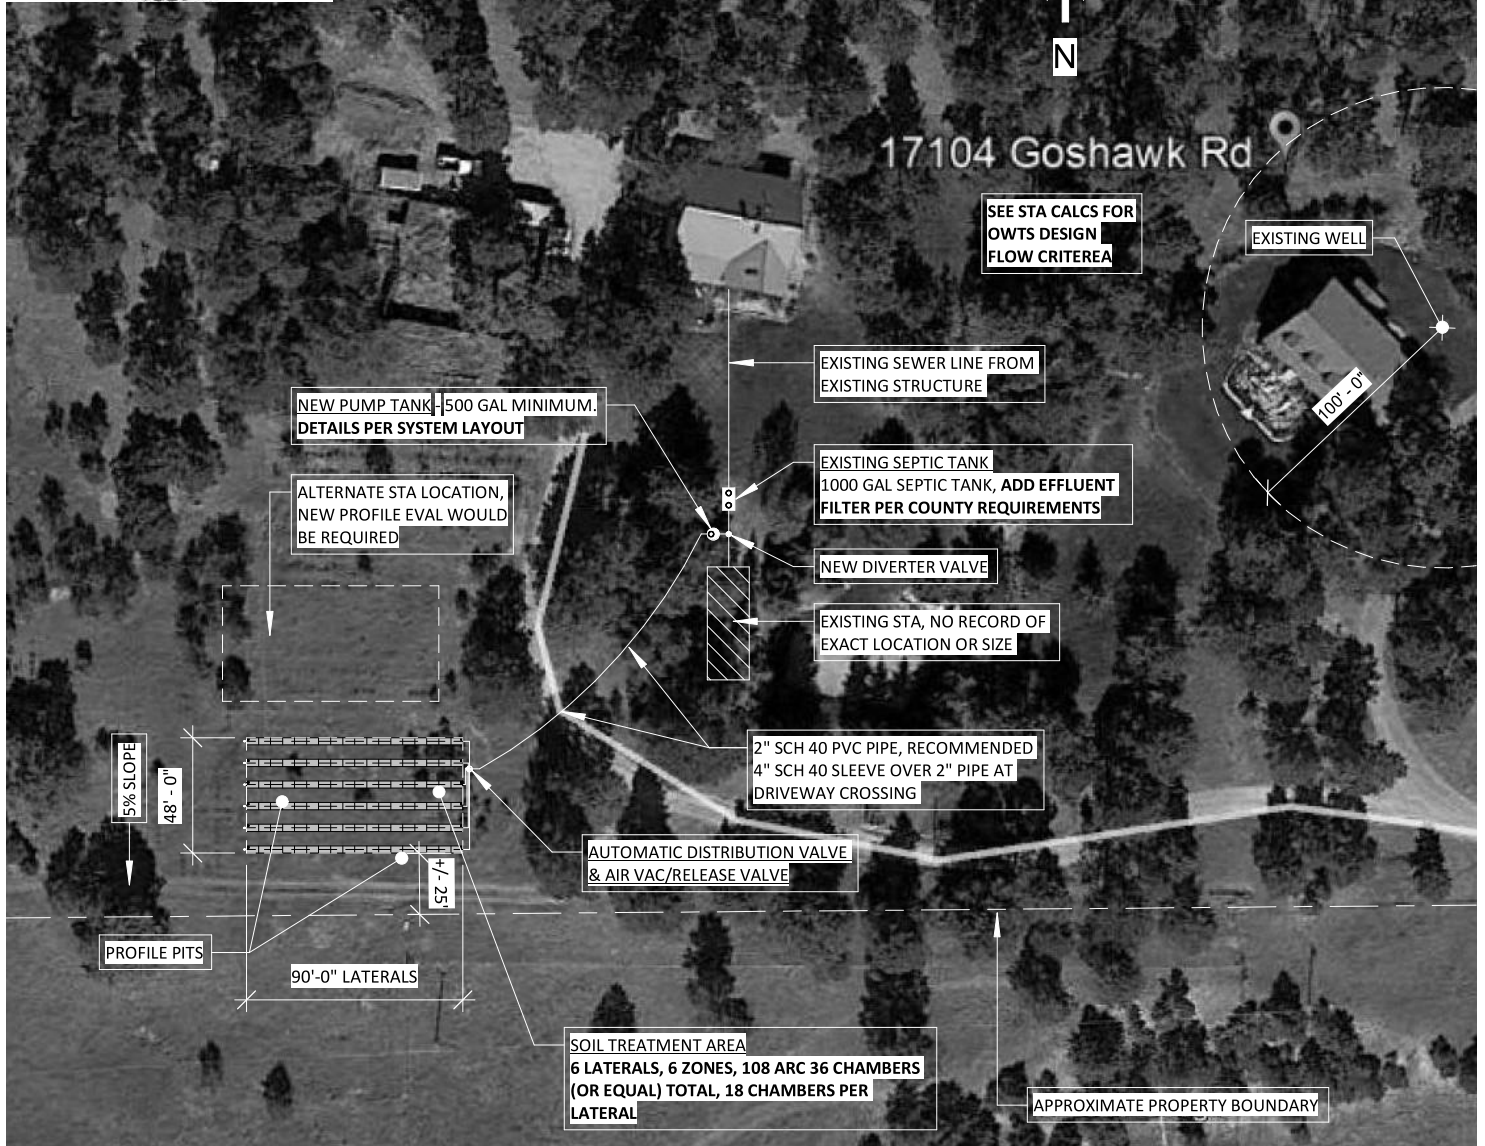 N
17104 Goshawk Rd
SEE STA CALCS FOR
OWTS DESIGN
FLOW CRITEREA
EXISTING WELL
100' - 0"
EXISTING SEWER LINE FROM
EXISTING STRUCTURE
NEW PUMP TANK - 500 GAL MINIMUM.
DETAILS PER SYSTEM LAYOUT
EXISTING SEPTIC TANK
1000 GAL SEPTIC TANK, ADD EFFLUENT
FILTER PER COUNTY REQUIREMENTS
ALTERNATE STA LOCATION,
NEW PROFILE EVAL WOULD
BE REQUIRED
NEW DIVERTER VALVE
EXISTING STA, NO RECORD OF
EXACT LOCATION OR SIZE
5% SLOPE
48' - 0"
2" SCH 40 PVC PIPE, RECOMMENDED
4" SCH 40 SLEEVE OVER 2" PIPE AT
DRIVEWAY CROSSING
AUTOMATIC DISTRIBUTION VALVE
& AIR VAC/RELEASE VALVE
+/- 25'
PROFILE PITS
90'-0" LATERALS
SOIL TREATMENT AREA
6 LATERALS, 6 ZONES, 108 ARC 36 CHAMBERS
(OR EQUAL) TOTAL, 18 CHAMBERS PER
LATERAL
APPROXIMATE PROPERTY BOUNDARY